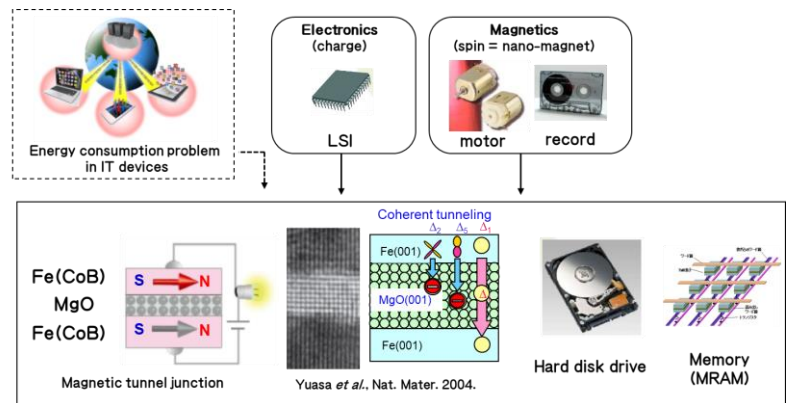 Energy consumption problem
in IT devices
Electronics
(charge)
LSI
Magnetics
(spin = nano-magnet)
motor
record
Fe(CoB)
MgO
Fe(CoB)
S
N
S
N
Magnetic tunnel junction
Coherent tunneling
Δ2 Δ5 Δ1
Fe(001)
MgO(001)
Δ
Fe(001)
Yuasa et al., Nat. Mater. 2004.
Hard disk drive
Memory
(MRAM)